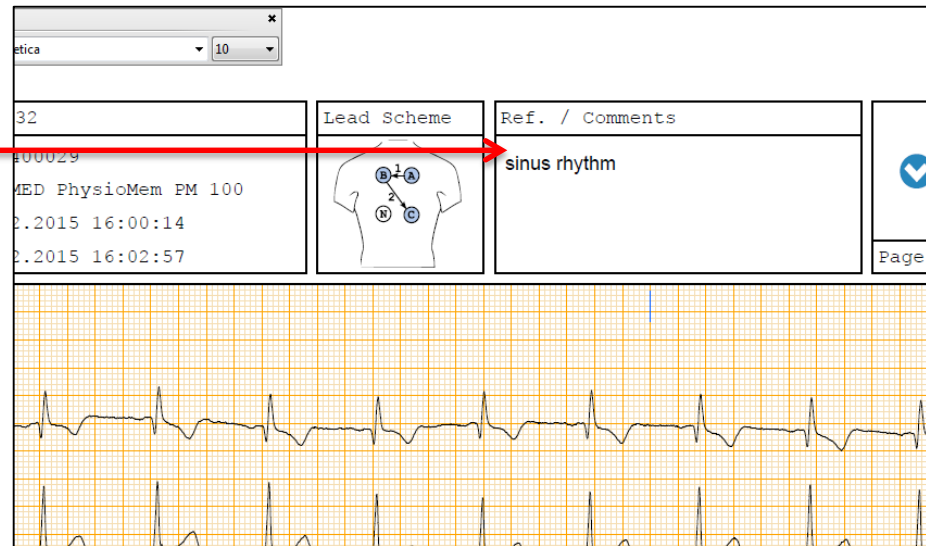 etica 10
32
400029
MED PhysioMem PM 100
2.2015 16:00:14
2.2015 16:02:57
Lead Scheme
B 1 A
2
N C
Ref. / Comments
sinus rhythm
Page